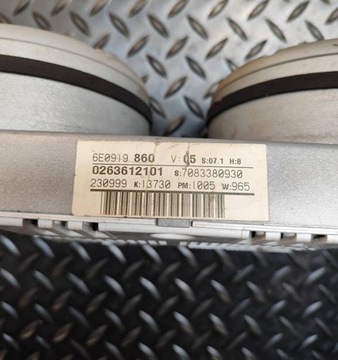 6E0919 860 V:05 S:07.1 H:8
0263612101 S:7083380930
230999 K:13730 PM:1005 W:965